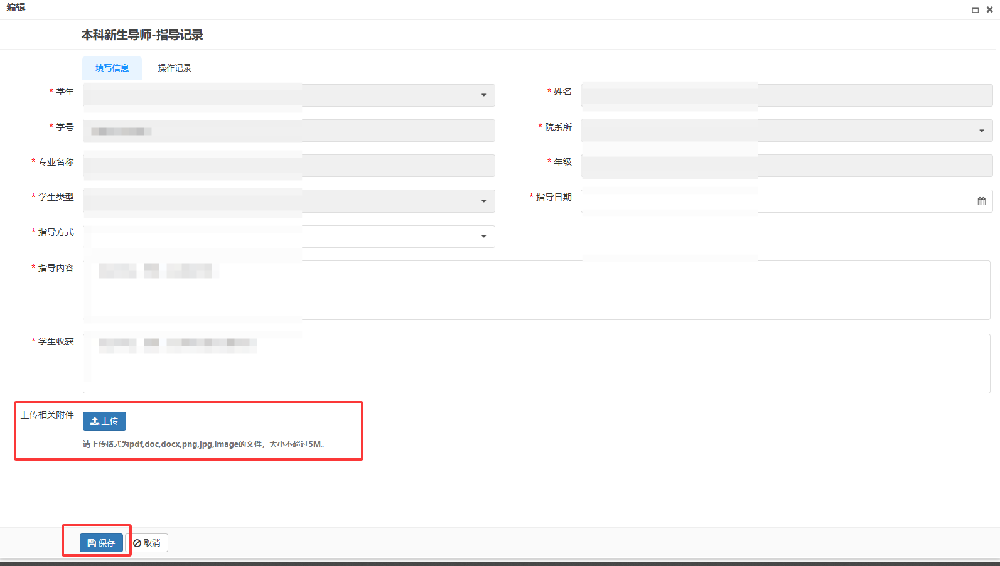 编辑
本科新生导师-指导记录
填写信息 操作记录
* 学年 * 姓名
* 学号 * 院系所
* 专业名称 * 年级
* 学生类型 * 指导日期
* 指导方式
* 指导内容
* 学生收获
上传相关附件 上传
请上传格式为pdf,doc,docx,png,jpg,image的文件，大小不超过5M。
保存 取消